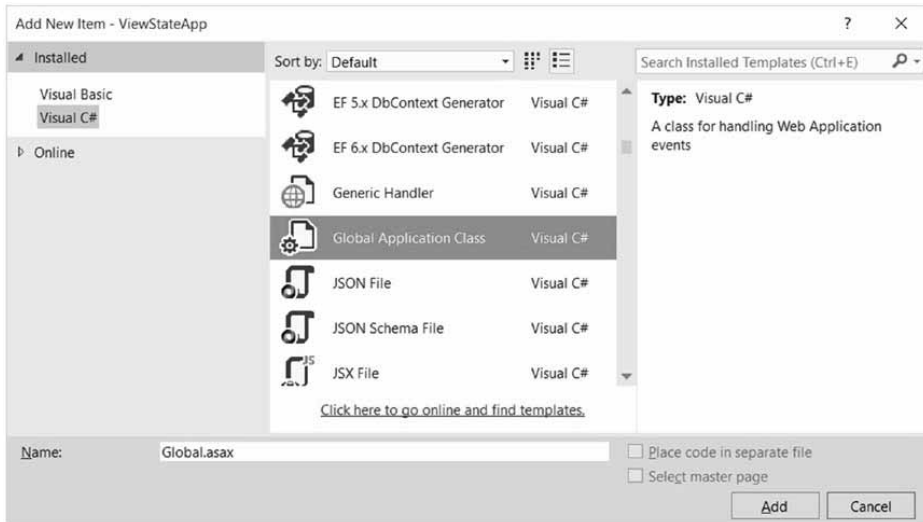 Add New Item - ViewStateApp ? ×
Installed
Visual Basic
Visual C#
Online
Sort by: Default
EF 5.x DbContext Generator Visual C#
EF 6.x DbContext Generator Visual C#
Generic Handler Visual C#
Global Application Class Visual C#
JSON File Visual C#
JSON Schema File Visual C#
JS
JSX File Visual C#
Click here to go online and find templates.
Search Installed Templates (Ctrl+E)
Type: Visual C#
A class for handling Web Application
events
Name: Global.asax
Place code in separate file
Select master page
Add Cancel